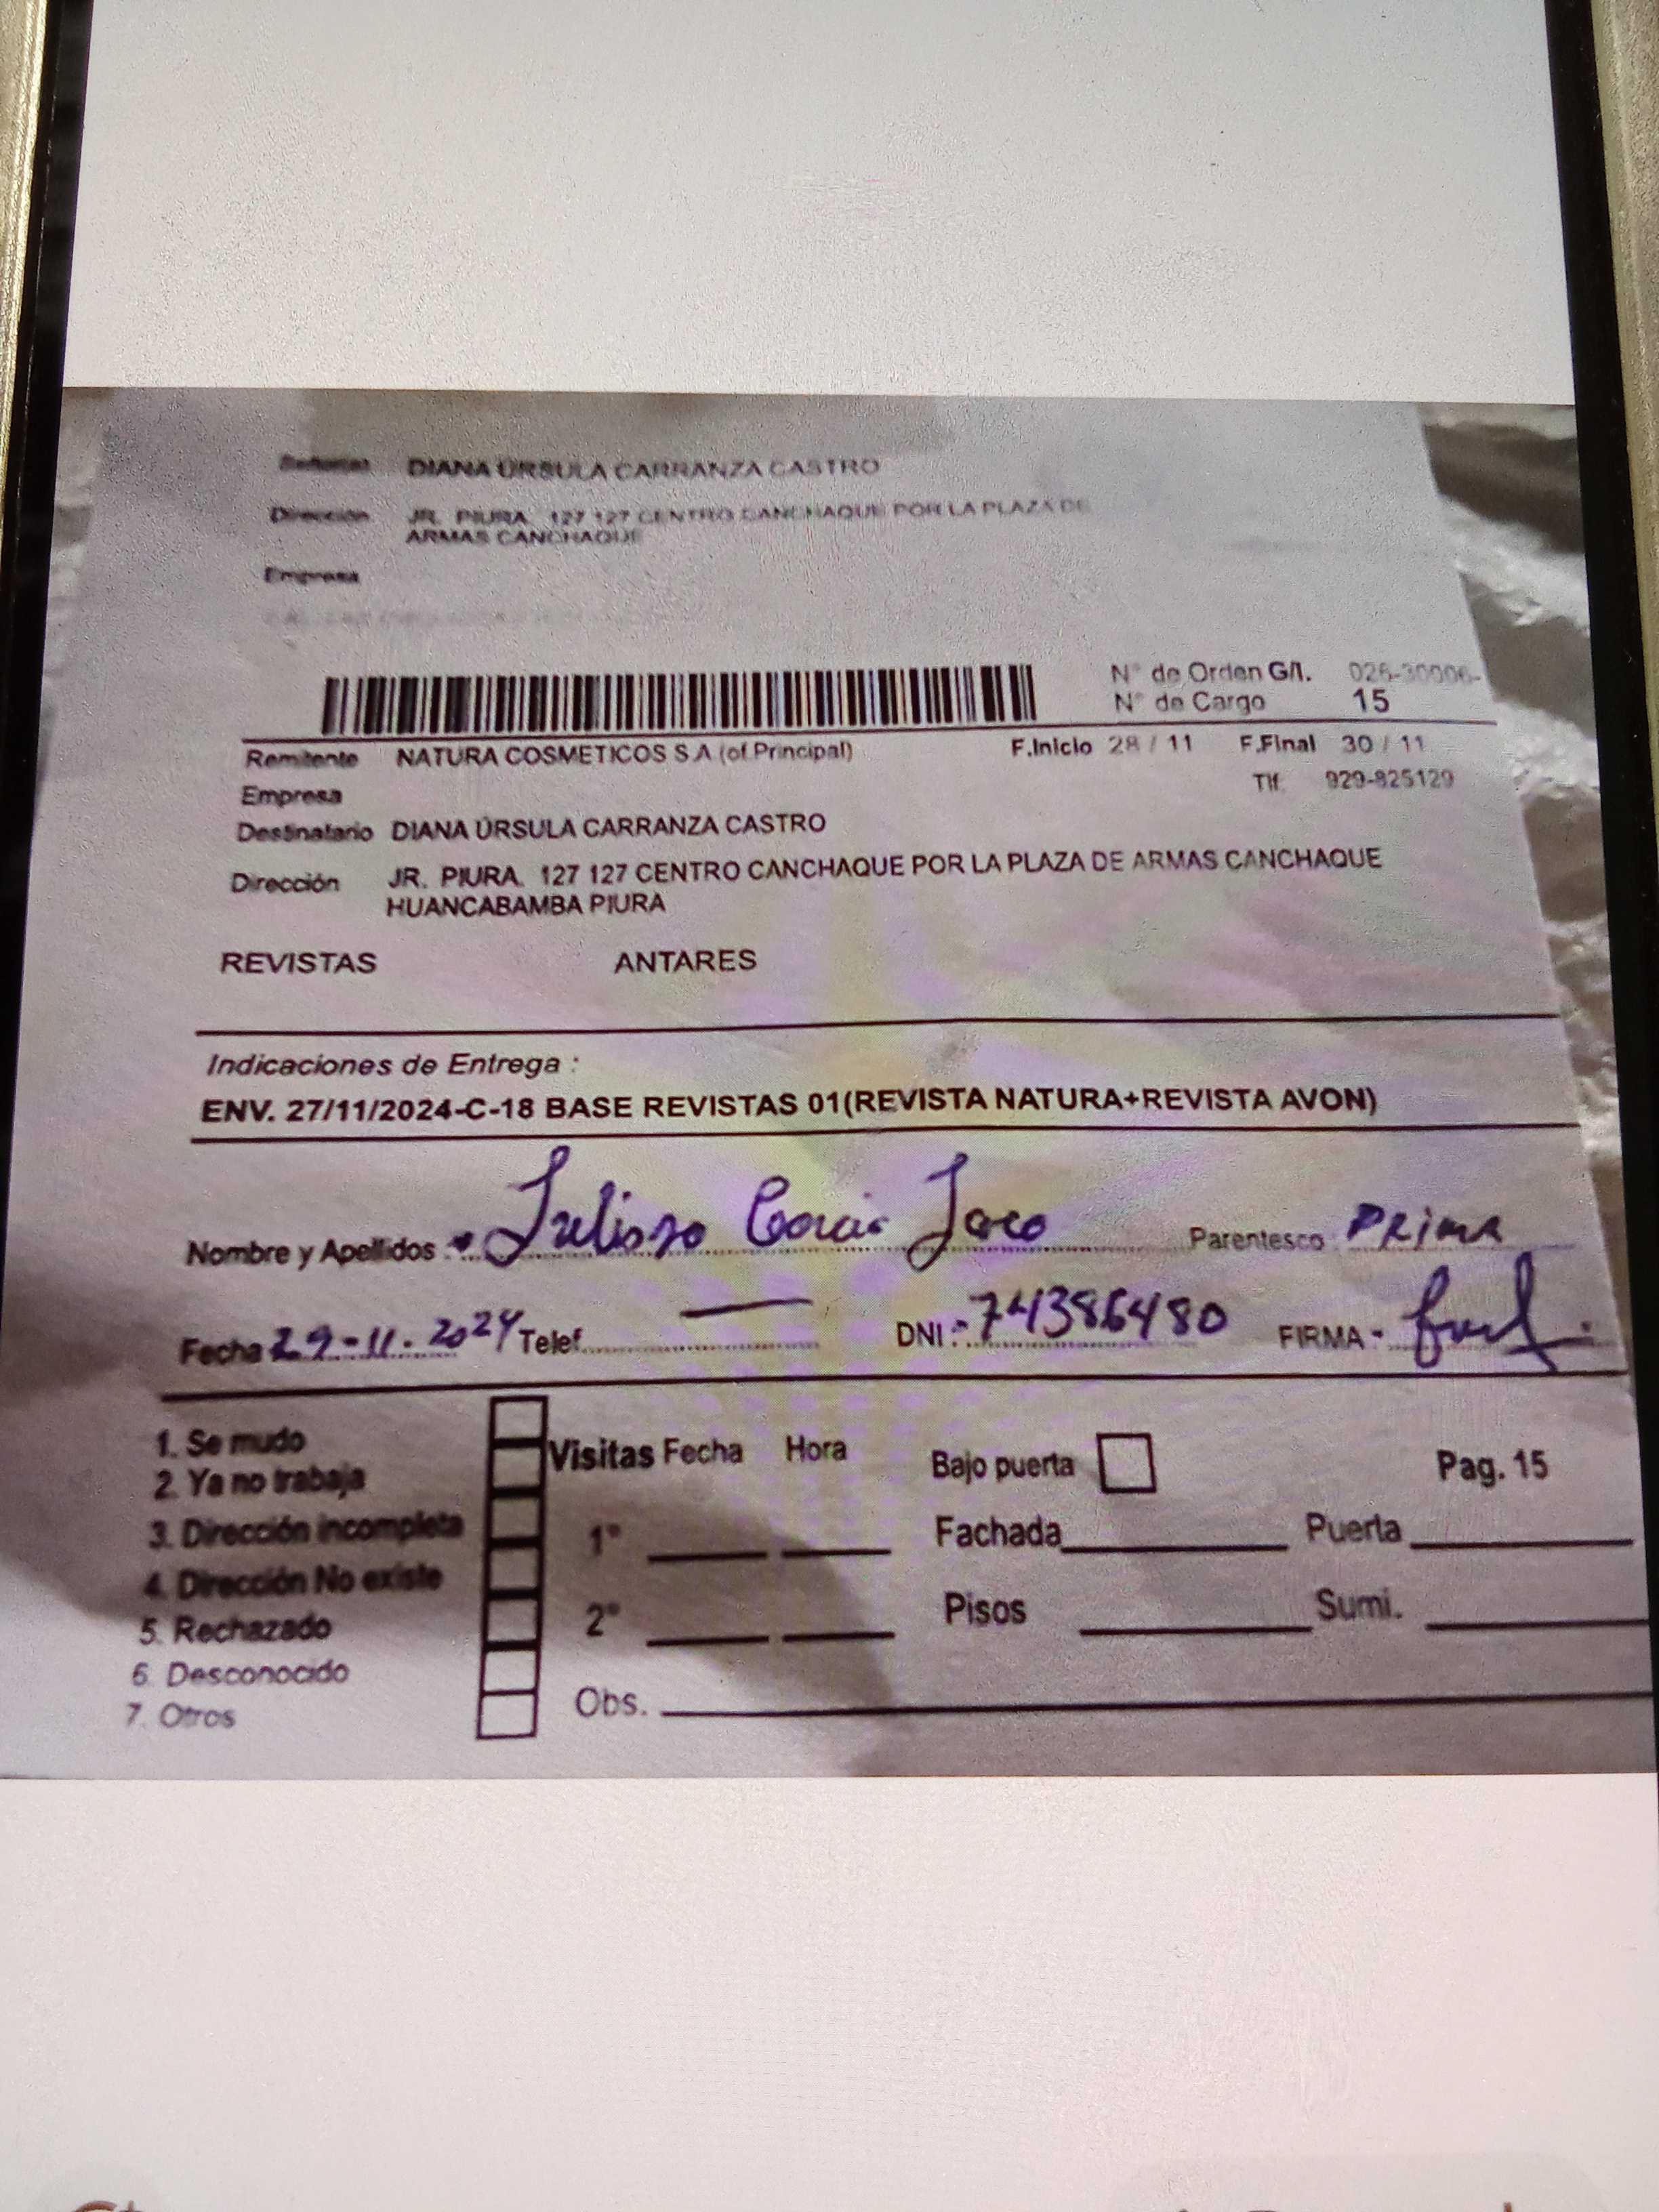 Señor(a) DIANA ÚRSULA CARRANZA CASTRO
Dirección JR. PIURA. 127 127 CENTRO CANCHAQUE POR LA PLAZA DE
ARMAS CANCHAQUE
Empresa
N° de Orden G/I. 026-30006-
N° de Cargo 15
Remitente NATURA COSMETICOS S.A (of.Principal) F.Inicio 28 / 11 F.Final 30 / 11
Empresa Tlf. 929-825129
Destinatario DIANA ÚRSULA CARRANZA CASTRO
Dirección JR. PIURA. 127 127 CENTRO CANCHAQUE POR LA PLAZA DE ARMAS CANCHAQUE
HUANCABAMBA PIURA
REVISTAS ANTARES
Indicaciones de Entrega :
ENV. 27/11/2024-C-18 BASE REVISTAS 01(REVISTA NATURA+REVISTA AVON)
Nombre y Apellidos Parentesco Prima
Fecha 29-11.2024 Telef. — DNI:- 74386480 FIRMA -
1. Se mudo
2. Ya no trabaja
3. Dirección incompleta
4. Dirección No existe
5. Rechazado
6. Desconocido
7. Otros
Visitas Fecha Hora Bajo puerta Pag. 15
1° Fachada Puerta
2° Pisos Sumi.
Obs.